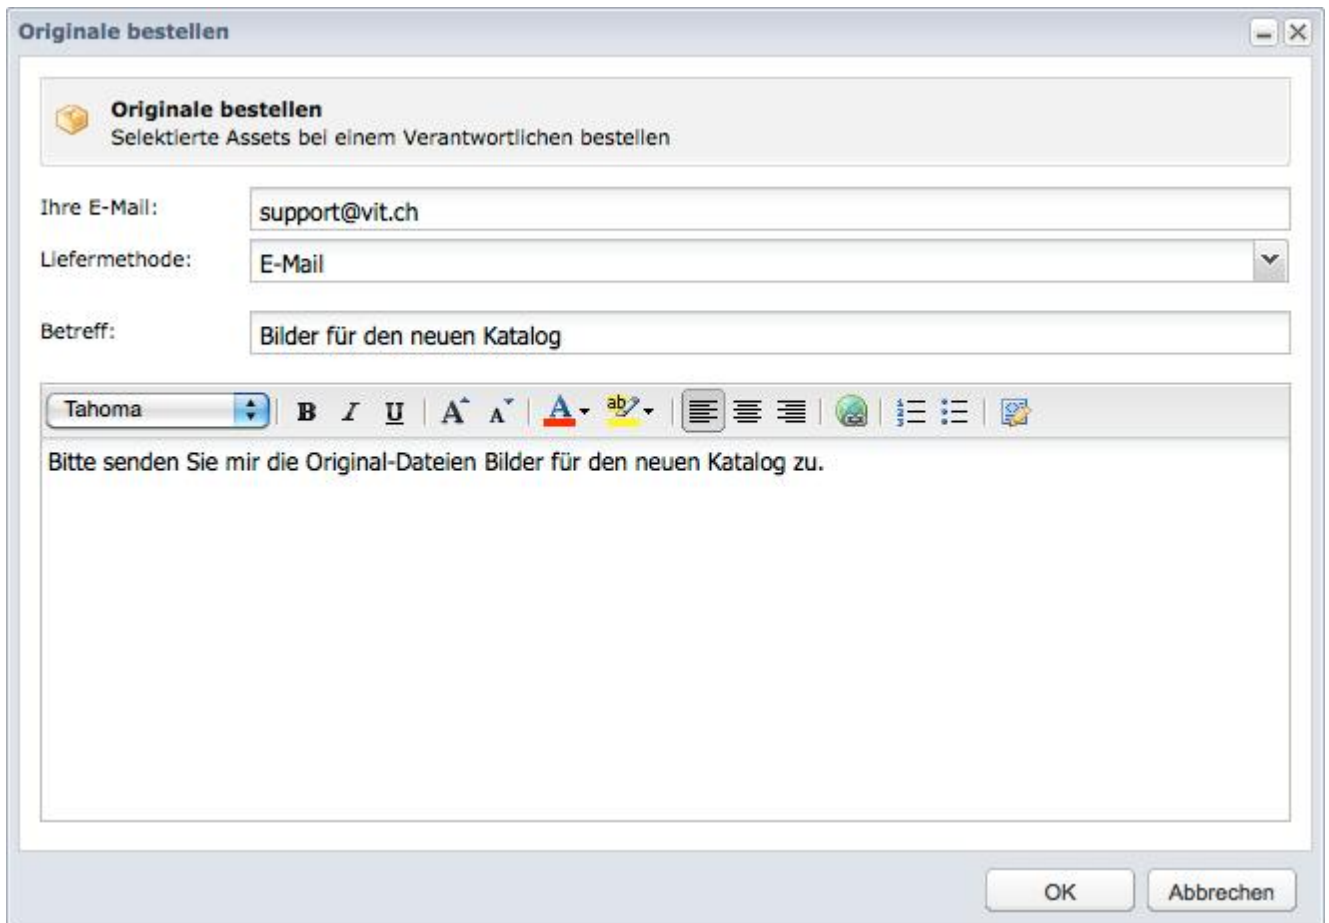 Originale bestellen
Originale bestellen
Selektierte Assets bei einem Verantwortlichen bestellen
Ihre E-Mail:
support@vit.ch
Liefermethode:
E-Mail
Betreff:
Bilder für den neuen Katalog
Tahoma
Bitte senden Sie mir die Original-Dateien Bilder für den neuen Katalog zu.
OK
Abbrechen